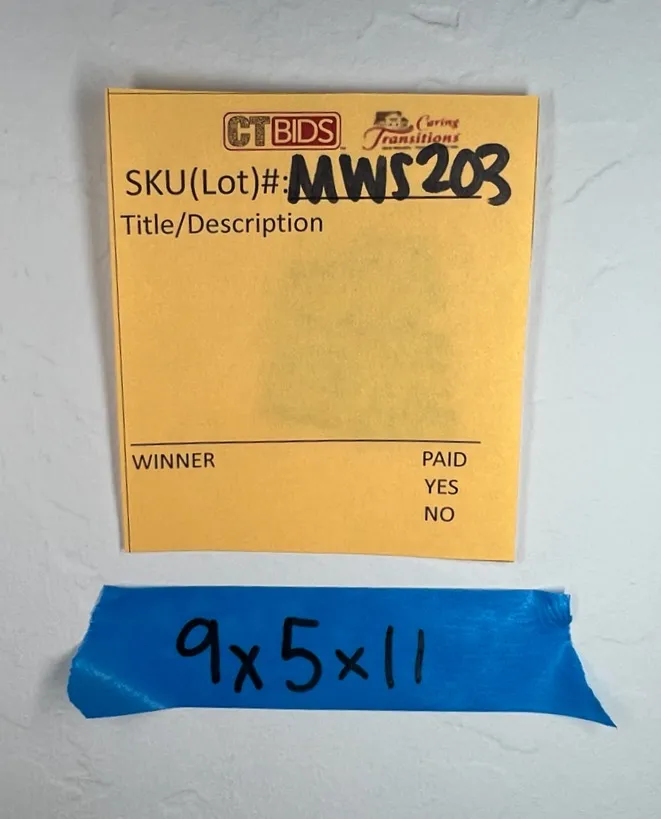 CTBIDS Caring Transitions
SKU(Lot)#: MWS203
Title/Description
WINNER PAID
YES
NO
9x5x11